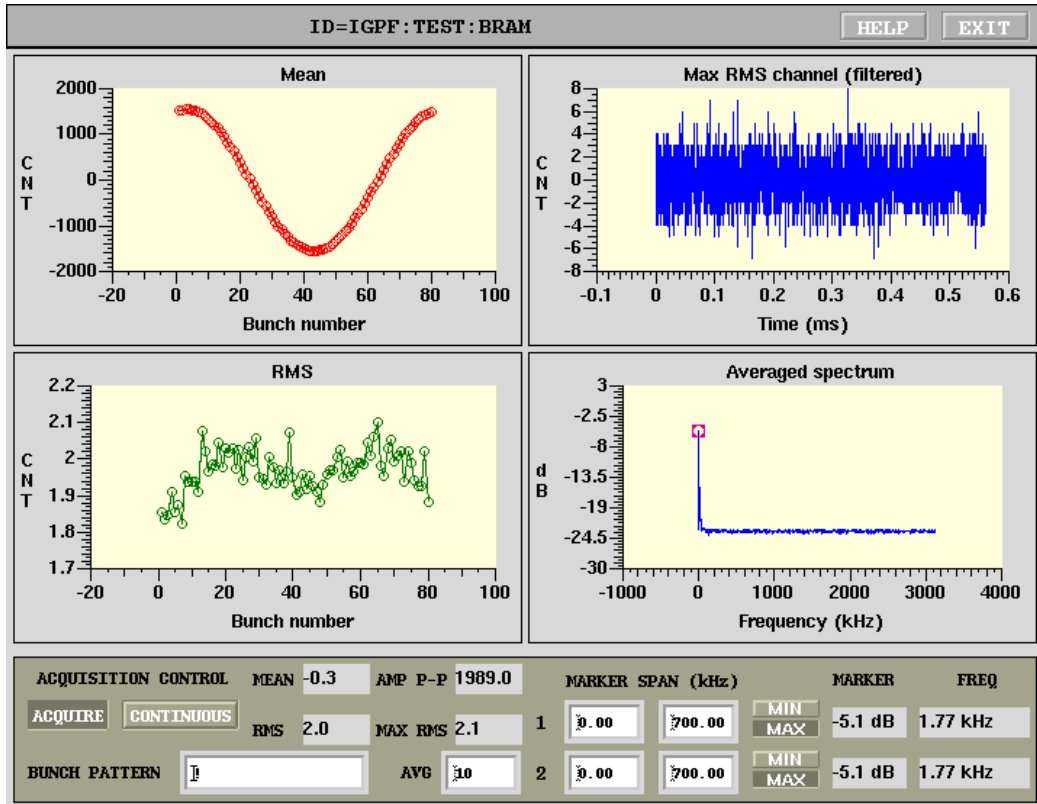 ID=IGPF:TEST:BRAM HELP EXIT
Mean
2000
1000
0
-1000
-2000
CNT
-20 0 20 40 60 80 100
Bunch number
Max RMS channel (filtered)
8
6
4
2
0
-2
-4
-6
-8
CNT
-0.1 0 0.1 0.2 0.3 0.4 0.5 0.6
Time (ms)
RMS
2.2
2.1
2
1.9
1.8
1.7
CNT
-20 0 20 40 60 80 100
Bunch number
Averaged spectrum
3
-2.5
-8
-13.5
-19
-24.5
-30
dB
-1000 0 1000 2000 3000 4000
Frequency (kHz)
ACQUISITION CONTROL MEAN -0.3 AMP P-P 1989.0 MARKER SPAN (kHz) MARKER FREQ
ACQUIRE CONTINUOUS RMS 2.0 MAX RMS 2.1 1 0.00 700.00 MIN MAX -5.1 dB 1.77 kHz
BUNCH PATTERN ! AVG 10 2 0.00 700.00 MIN MAX -5.1 dB 1.77 kHz